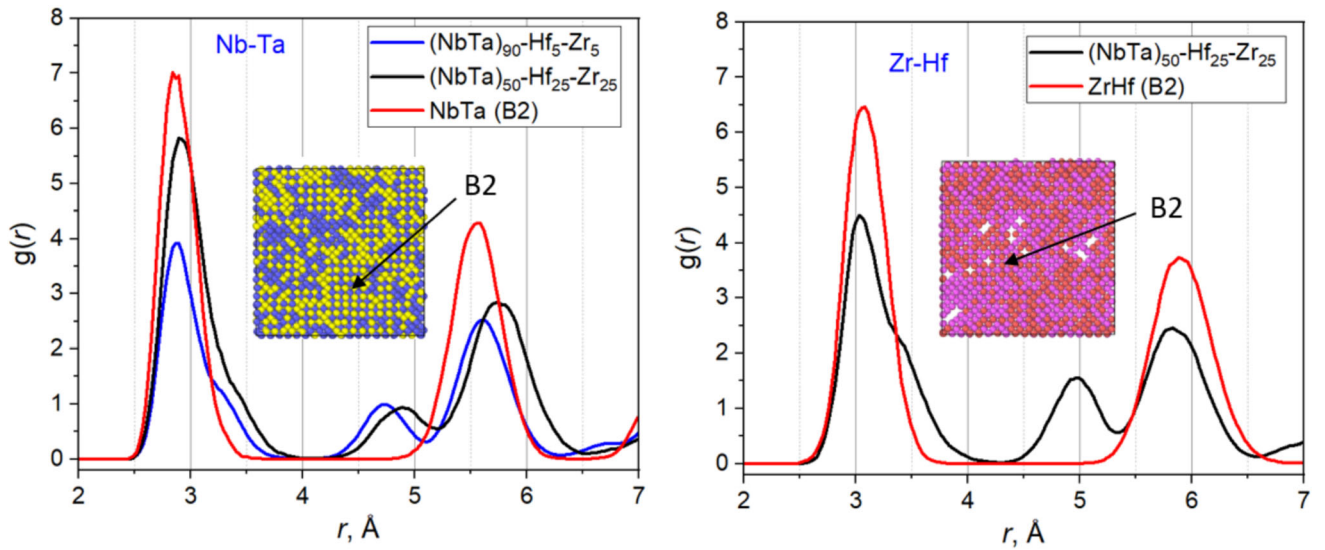 g(r)
8
7
6
5
4
3
2
1
0
Nb-Ta
(NbTa)₉₀-Hf₅-Zr₅
(NbTa)₅₀-Hf₂₅-Zr₂₅
NbTa (B2)
B2
2 3 4 5 6 7
r, Å
g(r)
8
7
6
5
4
3
2
1
0
Zr-Hf
(NbTa)₅₀-Hf₂₅-Zr₂₅
ZrHf (B2)
B2
2 3 4 5 6 7
r, Å